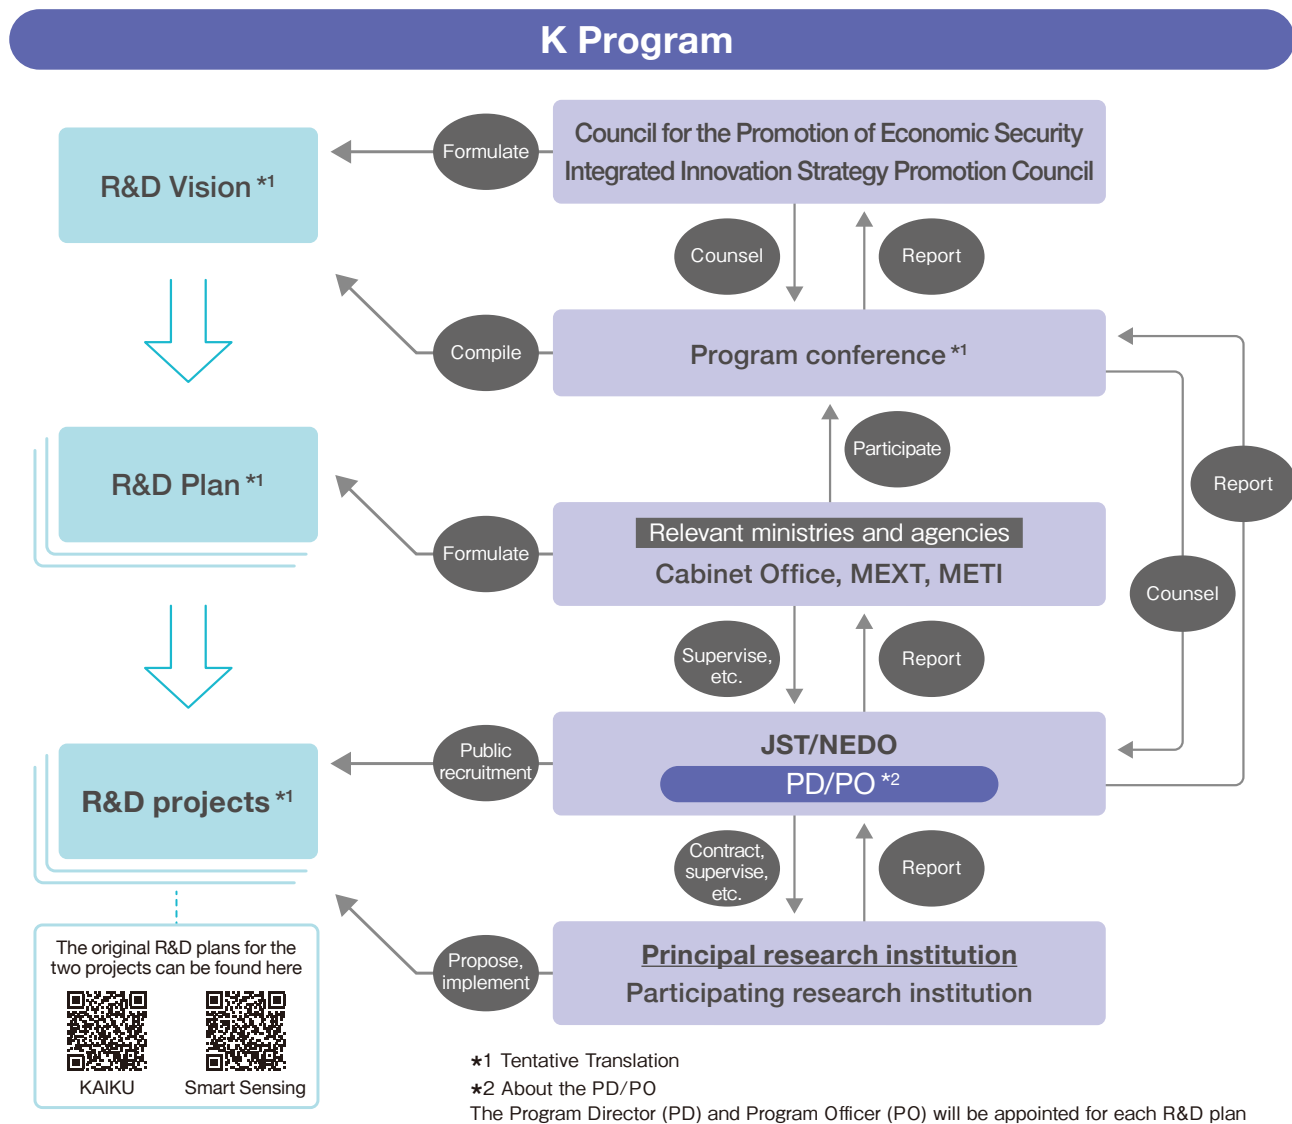 K Program
Council for the Promotion of Economic Security
Integrated Innovation Strategy Promotion Council
Formulate
R&D Vision *1
Counsel
Report
Compile
Program conference *1
Participate
R&D Plan *1
Report
Relevant ministries and agencies
Cabinet Office, MEXT, METI
Formulate
Counsel
Supervise,
etc.
Report
JST/NEDO
PD/PO *2
Public
recruitment
R&D projects *1
Contract,
supervise,
etc.
Report
The original R&D plans for the
two projects can be found here
KAIKU
Smart Sensing
Propose,
implement
Principal research institution
Participating research institution
*1 Tentative Translation
*2 About the PD/PO
The Program Director (PD) and Program Officer (PO) will be appointed for each R&D plan